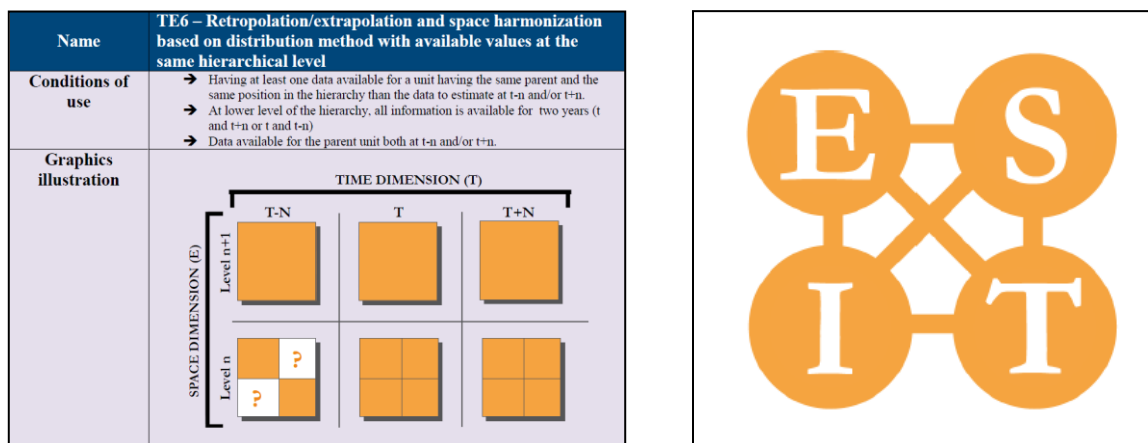 Name
TE6 – Retropolation/extrapolation and space harmonization
based on distribution method with available values at the
same hierarchical level
Conditions of
use
➔ Having at least one data available for a unit having the same parent and the
same position in the hierarchy than the data to estimate at t-n and/or t+n.
➔ At lower level of the hierarchy, all information is available for two years (t
and t+n or t and t-n)
➔ Data available for the parent unit both at t-n and/or t+n.
Graphics
illustration
TIME DIMENSION (T)
T-N T T+N
SPACE DIMENSION (E)
Level n+1
Level n
?
?
E S
I T